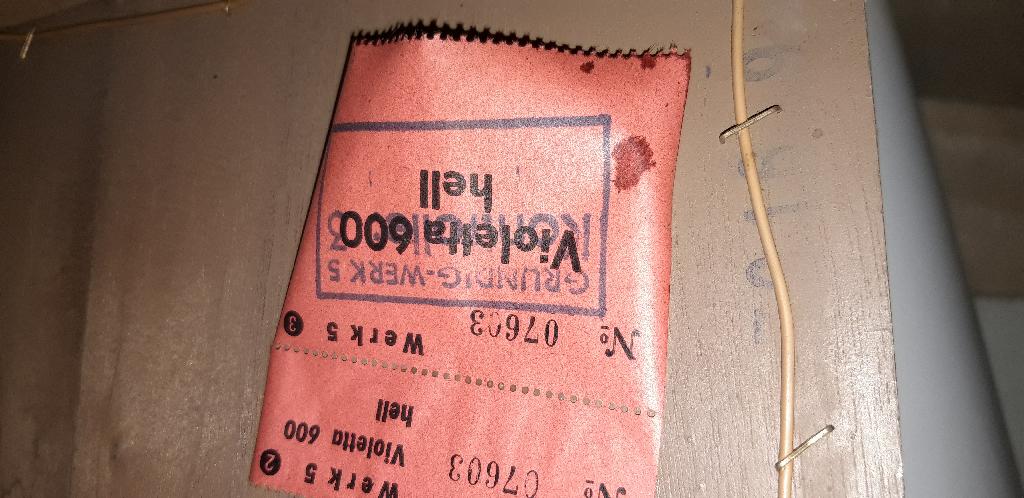 Werk 5 2
№ 07603
Violetta 600
hell
Werk 5 3
№ 07603
GRUNDIG-WERK 5
Violetta 600
hell